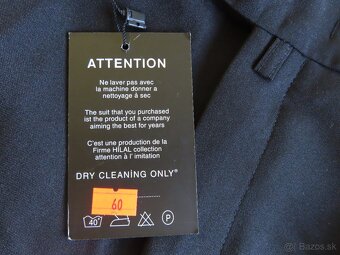 ATTENTION
Ne laver pas avec
la machine donner a
nettoyage à sec
The suit that you purchased
ist the product of a company
aiming the best for years
C'est une production de la
Firme HILAL collection
attention à l' imitation
DRY CLEANING ONLY®
60
40 P
© Bazos.sk